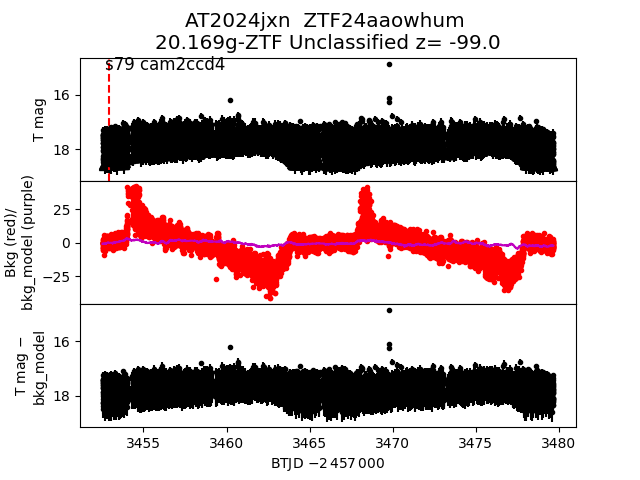 AT2024jxn ZTF24aaowhum
20.169g-ZTF Unclassified z= -99.0
s79 cam2ccd4
T mag
16
18
Bkg (red)/
bkg_model (purple)
25
0
−25
T mag −
bkg_model
16
18
3455 3460 3465 3470 3475 3480
BTJD −2 457 000